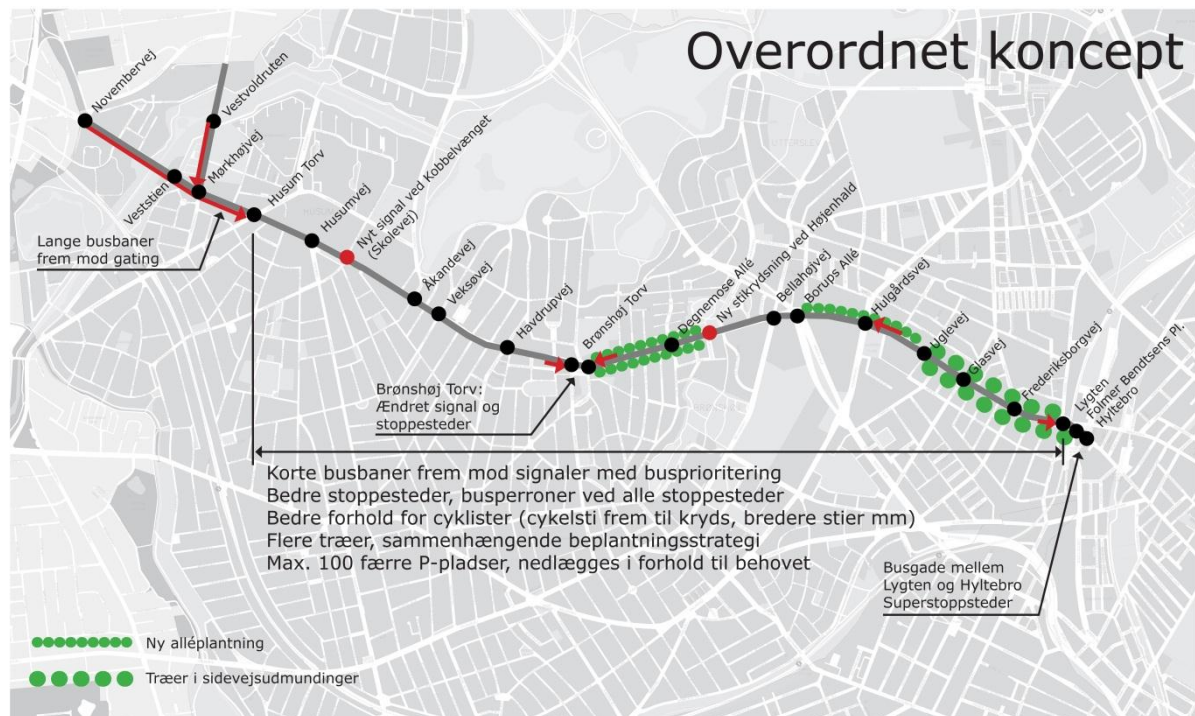 Overordnet koncept
Novembervej
Vestvoldruten
Veststien
Mørkhøjvej
Husum Torv
Husumvej
Nyt signal ved Kobbelvænget
(Skolevej)
Åkandevej
Veksøvej
Havdrupvej
Brønshøj Torv
Degnemose Allé
Ny stikrydsning ved Højenhald
Bellahøjvej
Borups Allé
Hulgårdsvej
Uglevej
Glasvej
Frederiksborgvej
Lygten
Folmer Bendtsens Pl.
Hyltebro
Lange busbaner
frem mod gating
Brønshøj Torv:
Ændret signal og
stoppesteder
Korte busbaner frem mod signaler med busprioritering
Bedre stoppesteder, busperroner ved alle stoppesteder
Bedre forhold for cyklister (cykelsti frem til kryds, bredere stier mm)
Flere træer, sammenhængende beplantningsstrategi
Max. 100 færre P-pladser, nedlægges i forhold til behovet
Busgade mellem
Lygten og Hyltebro
Superstoppsteder
Ny alléplantning
Træer i sidevejsudmundinger